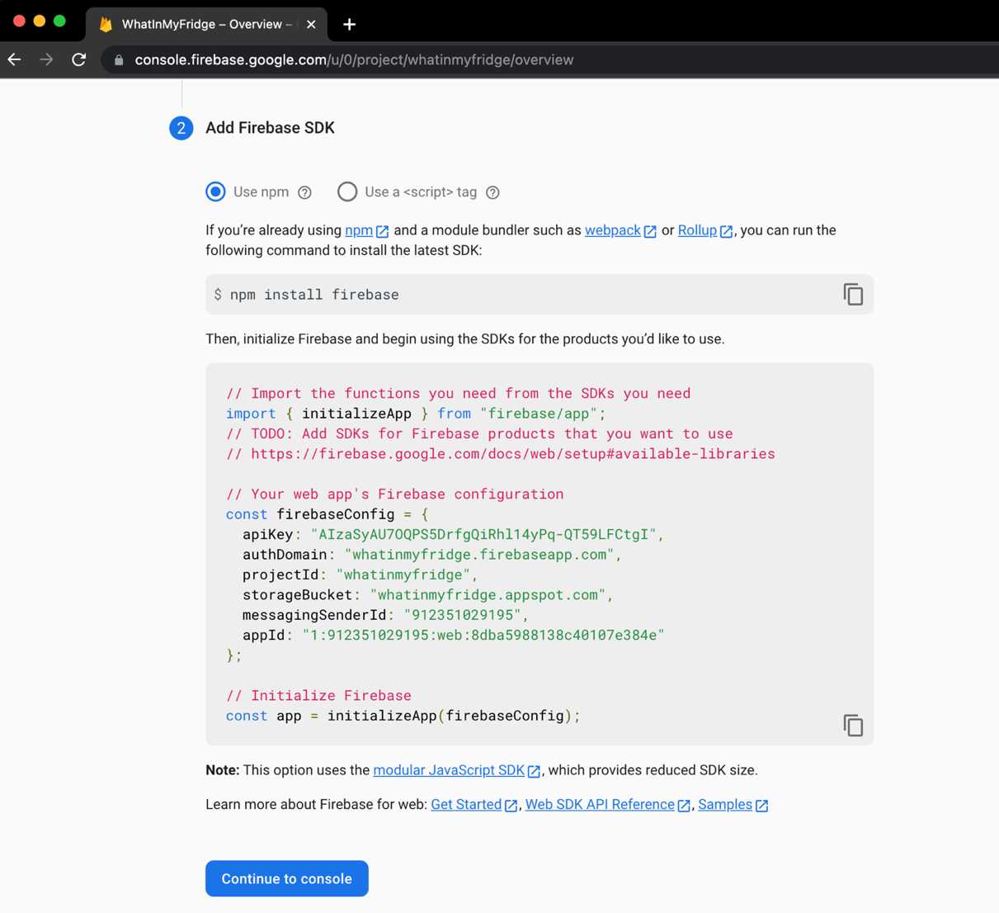 WhatInMyFridge – Overview –
console.firebase.google.com/u/0/project/whatinmyfridge/overview
2 Add Firebase SDK
Use npm Use a <script> tag
If you’re already using npm and a module bundler such as webpack or Rollup, you can run the
following command to install the latest SDK:
$ npm install firebase
Then, initialize Firebase and begin using the SDKs for the products you’d like to use.
// Import the functions you need from the SDKs you need
import { initializeApp } from "firebase/app";
// TODO: Add SDKs for Firebase products that you want to use
// https://firebase.google.com/docs/web/setup#available-libraries
// Your web app's Firebase configuration
const firebaseConfig = {
apiKey: "AIzaSyAU7OQPS5DrfgQiRhl14yPq-QT59LFCtgI",
authDomain: "whatinmyfridge.firebaseapp.com",
projectId: "whatinmyfridge",
storageBucket: "whatinmyfridge.appspot.com",
messagingSenderId: "912351029195",
appId: "1:912351029195:web:8dba5988138c40107e384e"
};
// Initialize Firebase
const app = initializeApp(firebaseConfig);
Note: This option uses the modular JavaScript SDK, which provides reduced SDK size.
Learn more about Firebase for web: Get Started, Web SDK API Reference, Samples
Continue to console